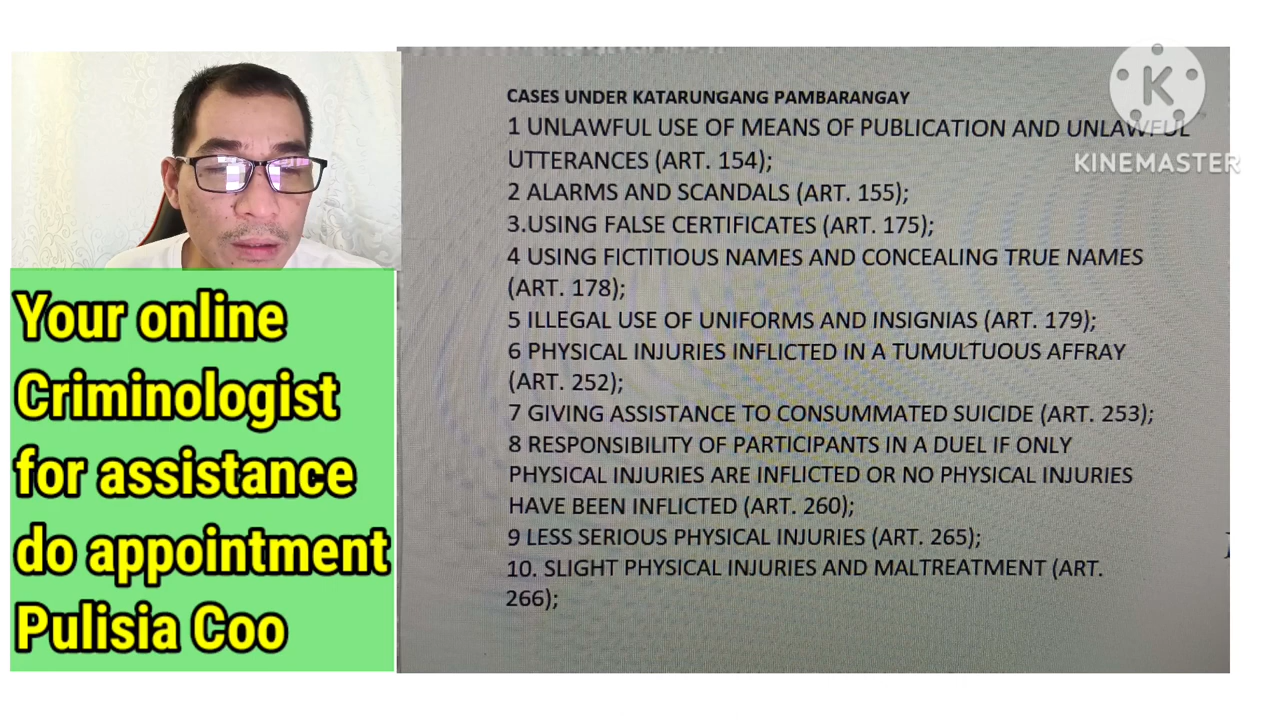 Your online
Criminologist
for assistance
do appointment
Pulisia Coo
CASES UNDER KATARUNGANG PAMBARANGAY
1 UNLAWFUL USE OF MEANS OF PUBLICATION AND UNLAWFUL
UTTERANCES (ART. 154);
2 ALARMS AND SCANDALS (ART. 155);
3.USING FALSE CERTIFICATES (ART. 175);
4 USING FICTITIOUS NAMES AND CONCEALING TRUE NAMES
(ART. 178);
5 ILLEGAL USE OF UNIFORMS AND INSIGNIAS (ART. 179);
6 PHYSICAL INJURIES INFLICTED IN A TUMULTUOUS AFFRAY
(ART. 252);
7 GIVING ASSISTANCE TO CONSUMMATED SUICIDE (ART. 253);
8 RESPONSIBILITY OF PARTICIPANTS IN A DUEL IF ONLY
PHYSICAL INJURIES ARE INFLICTED OR NO PHYSICAL INJURIES
HAVE BEEN INFLICTED (ART. 260);
9 LESS SERIOUS PHYSICAL INJURIES (ART. 265);
10. SLIGHT PHYSICAL INJURIES AND MALTREATMENT (ART.
266);
K
KINEMASTER